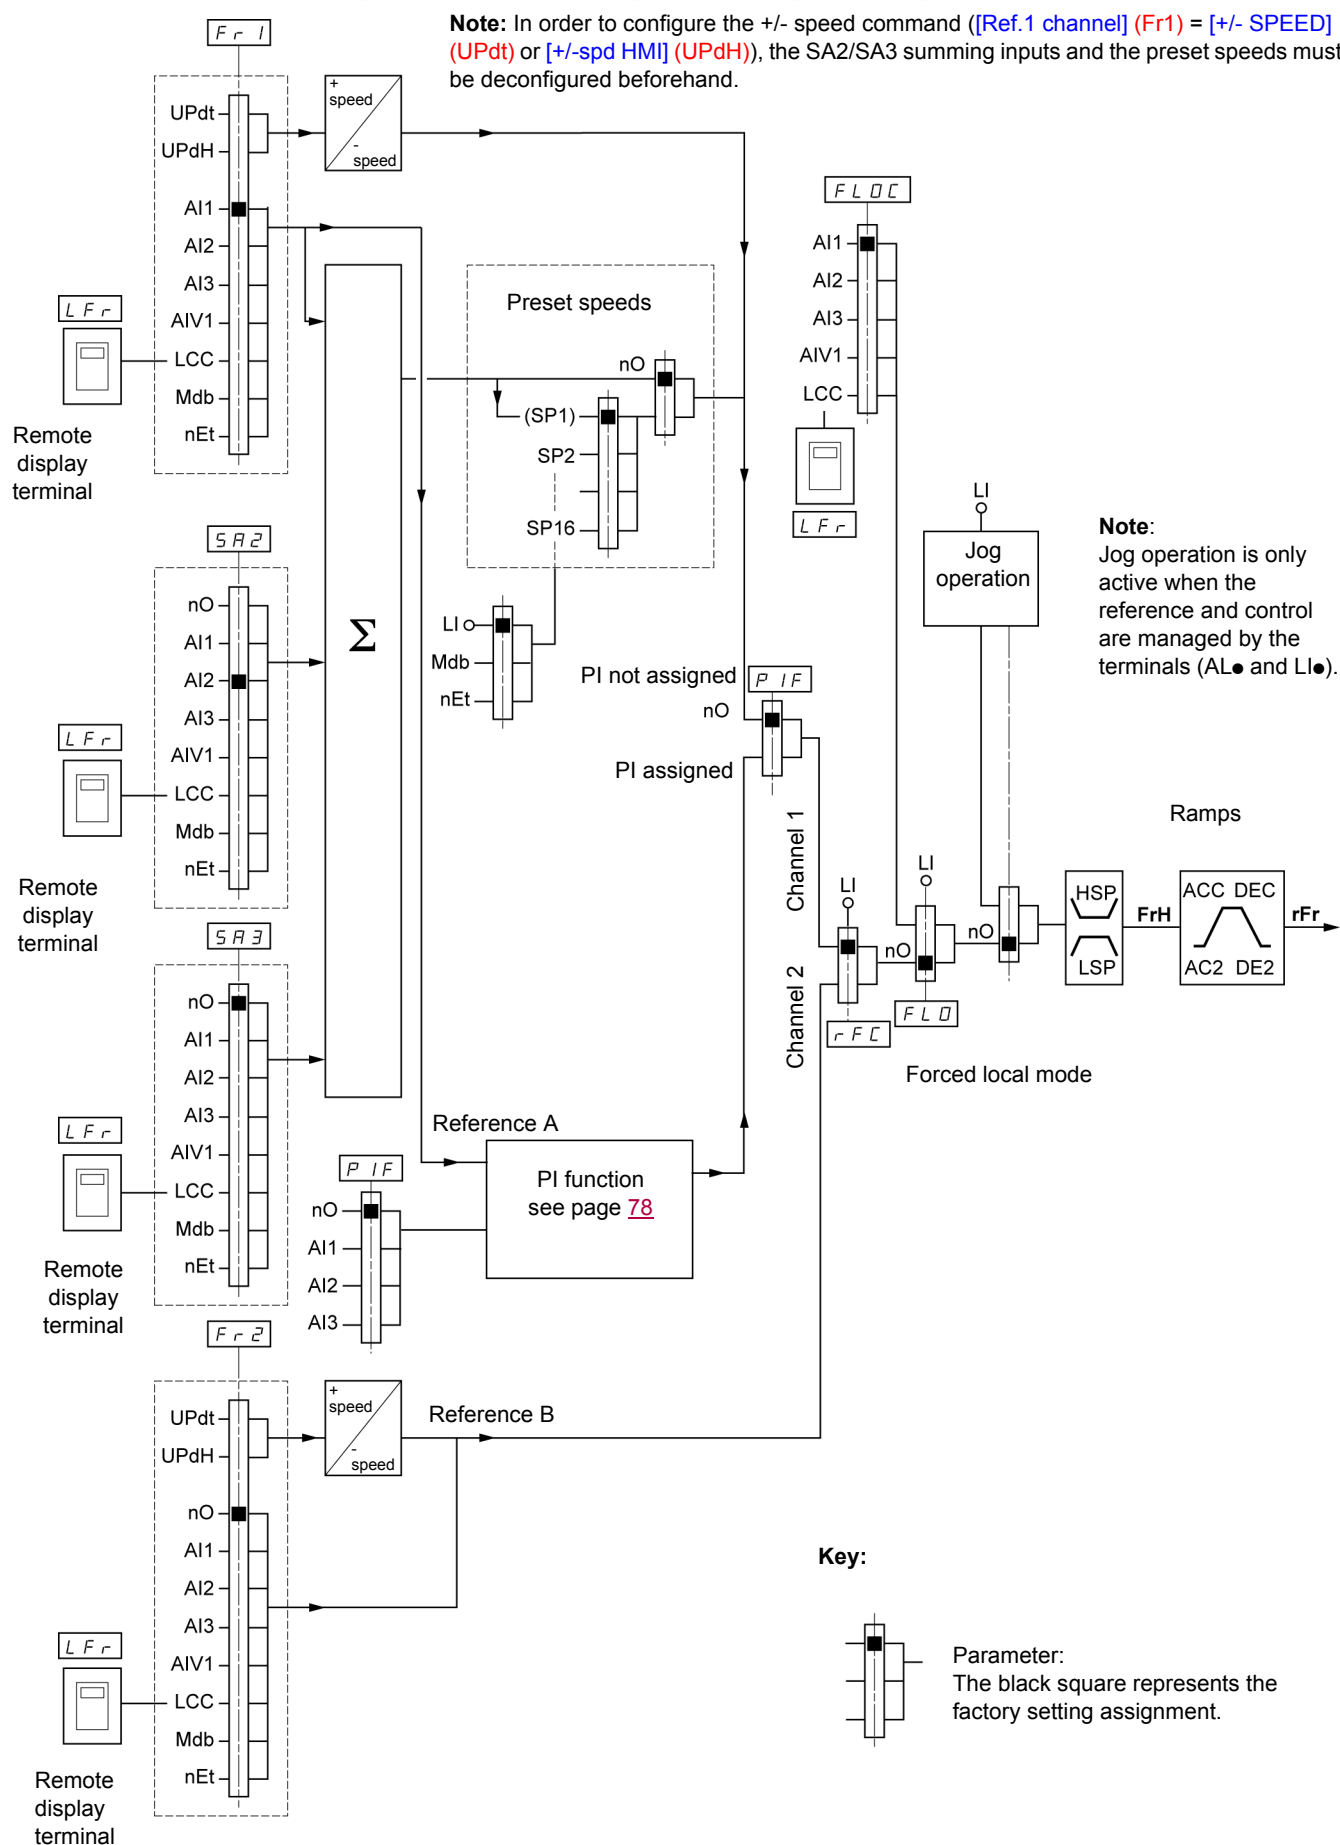 Note: In order to configure the +/- speed command ([Ref.1 channel] (Fr1) = [+/- SPEED]
(UPdt) or [+/-spd HMI] (UPdH)), the SA2/SA3 summing inputs and the preset speeds must
be deconfigured beforehand.
Fr1
UPdt
UPdH
AI1
AI2
AI3
AIV1
LCC
Mdb
nEt
+
speed
-
speed
LFr
Remote
display
terminal
Preset speeds
nO
(SP1)
SP2
SP16
LI
Mdb
nEt
FLOC
AI1
AI2
AI3
AIV1
LCC
LFr
LI
Jog
operation
Note:
Jog operation is only
active when the
reference and control
are managed by the
terminals (AL● and LI●).
SA2
nO
AI1
AI2
AI3
AIV1
LCC
Mdb
nEt
LFr
Remote
display
terminal
Σ
PI not assigned
PIF
nO
PI assigned
Channel 1
Channel 2
LI
rFC
nO
LI
FLO
nO
Forced local mode
Ramps
HSP
LSP
FrH
ACC DEC
AC2 DE2
rFr
SA3
nO
AI1
AI2
AI3
AIV1
LCC
Mdb
nEt
LFr
Remote
display
terminal
Reference A
PIF
nO
AI1
AI2
AI3
PI function
see page 78
Fr2
UPdt
UPdH
nO
AI1
AI2
AI3
AIV1
LCC
Mdb
nEt
+
speed
-
speed
Reference B
LFr
Remote
display
terminal
Key:
Parameter:
The black square represents the
factory setting assignment.